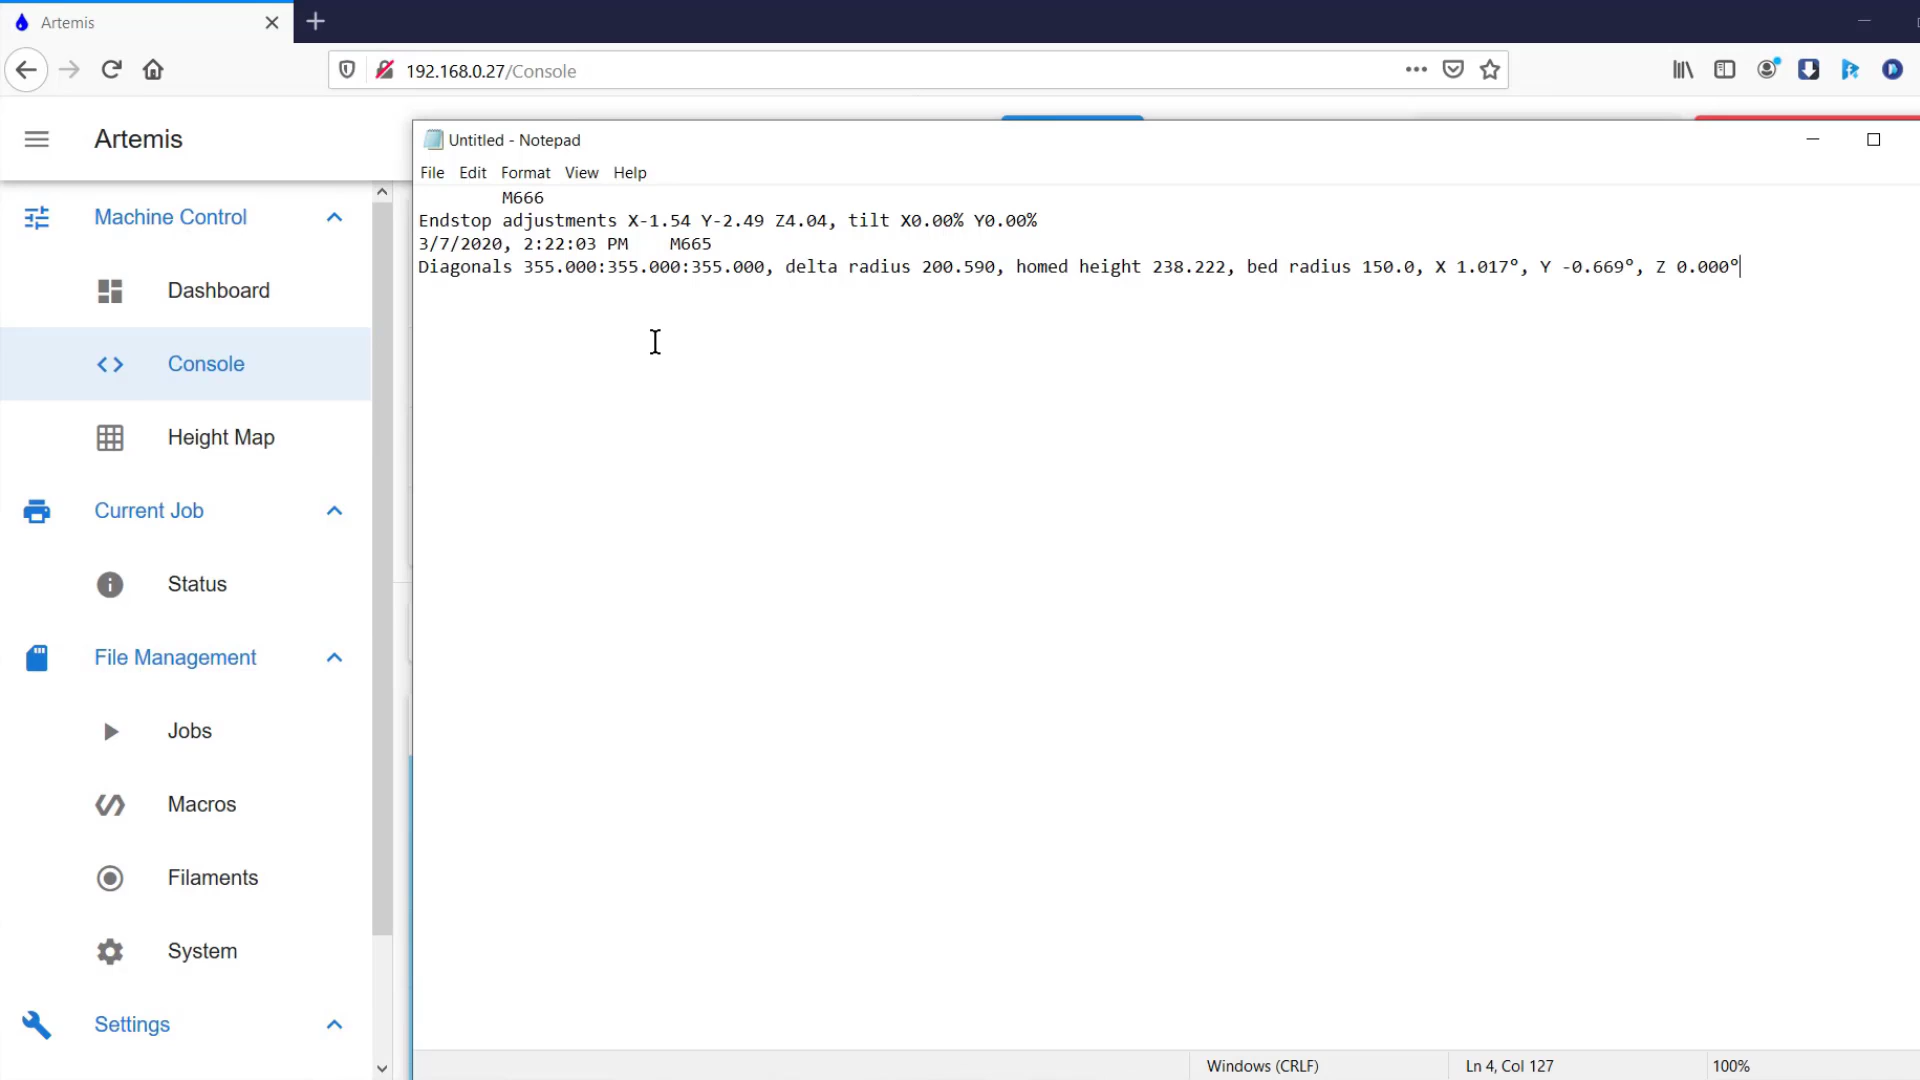 Artemis
192.168.0.27/Console
Artemis
Untitled - Notepad
File Edit Format View Help
M666
Endstop adjustments X-1.54 Y-2.49 Z4.04, tilt X0.00% Y0.00%
3/7/2020, 2:22:03 PM M665
Diagonals 355.000:355.000:355.000, delta radius 200.590, homed height 238.222, bed radius 150.0, X 1.017°, Y -0.669°, Z 0.000°
Machine Control
Dashboard
Console
Height Map
Current Job
Status
File Management
Jobs
Macros
Filaments
System
Settings
Windows (CRLF) Ln 4, Col 127 100%